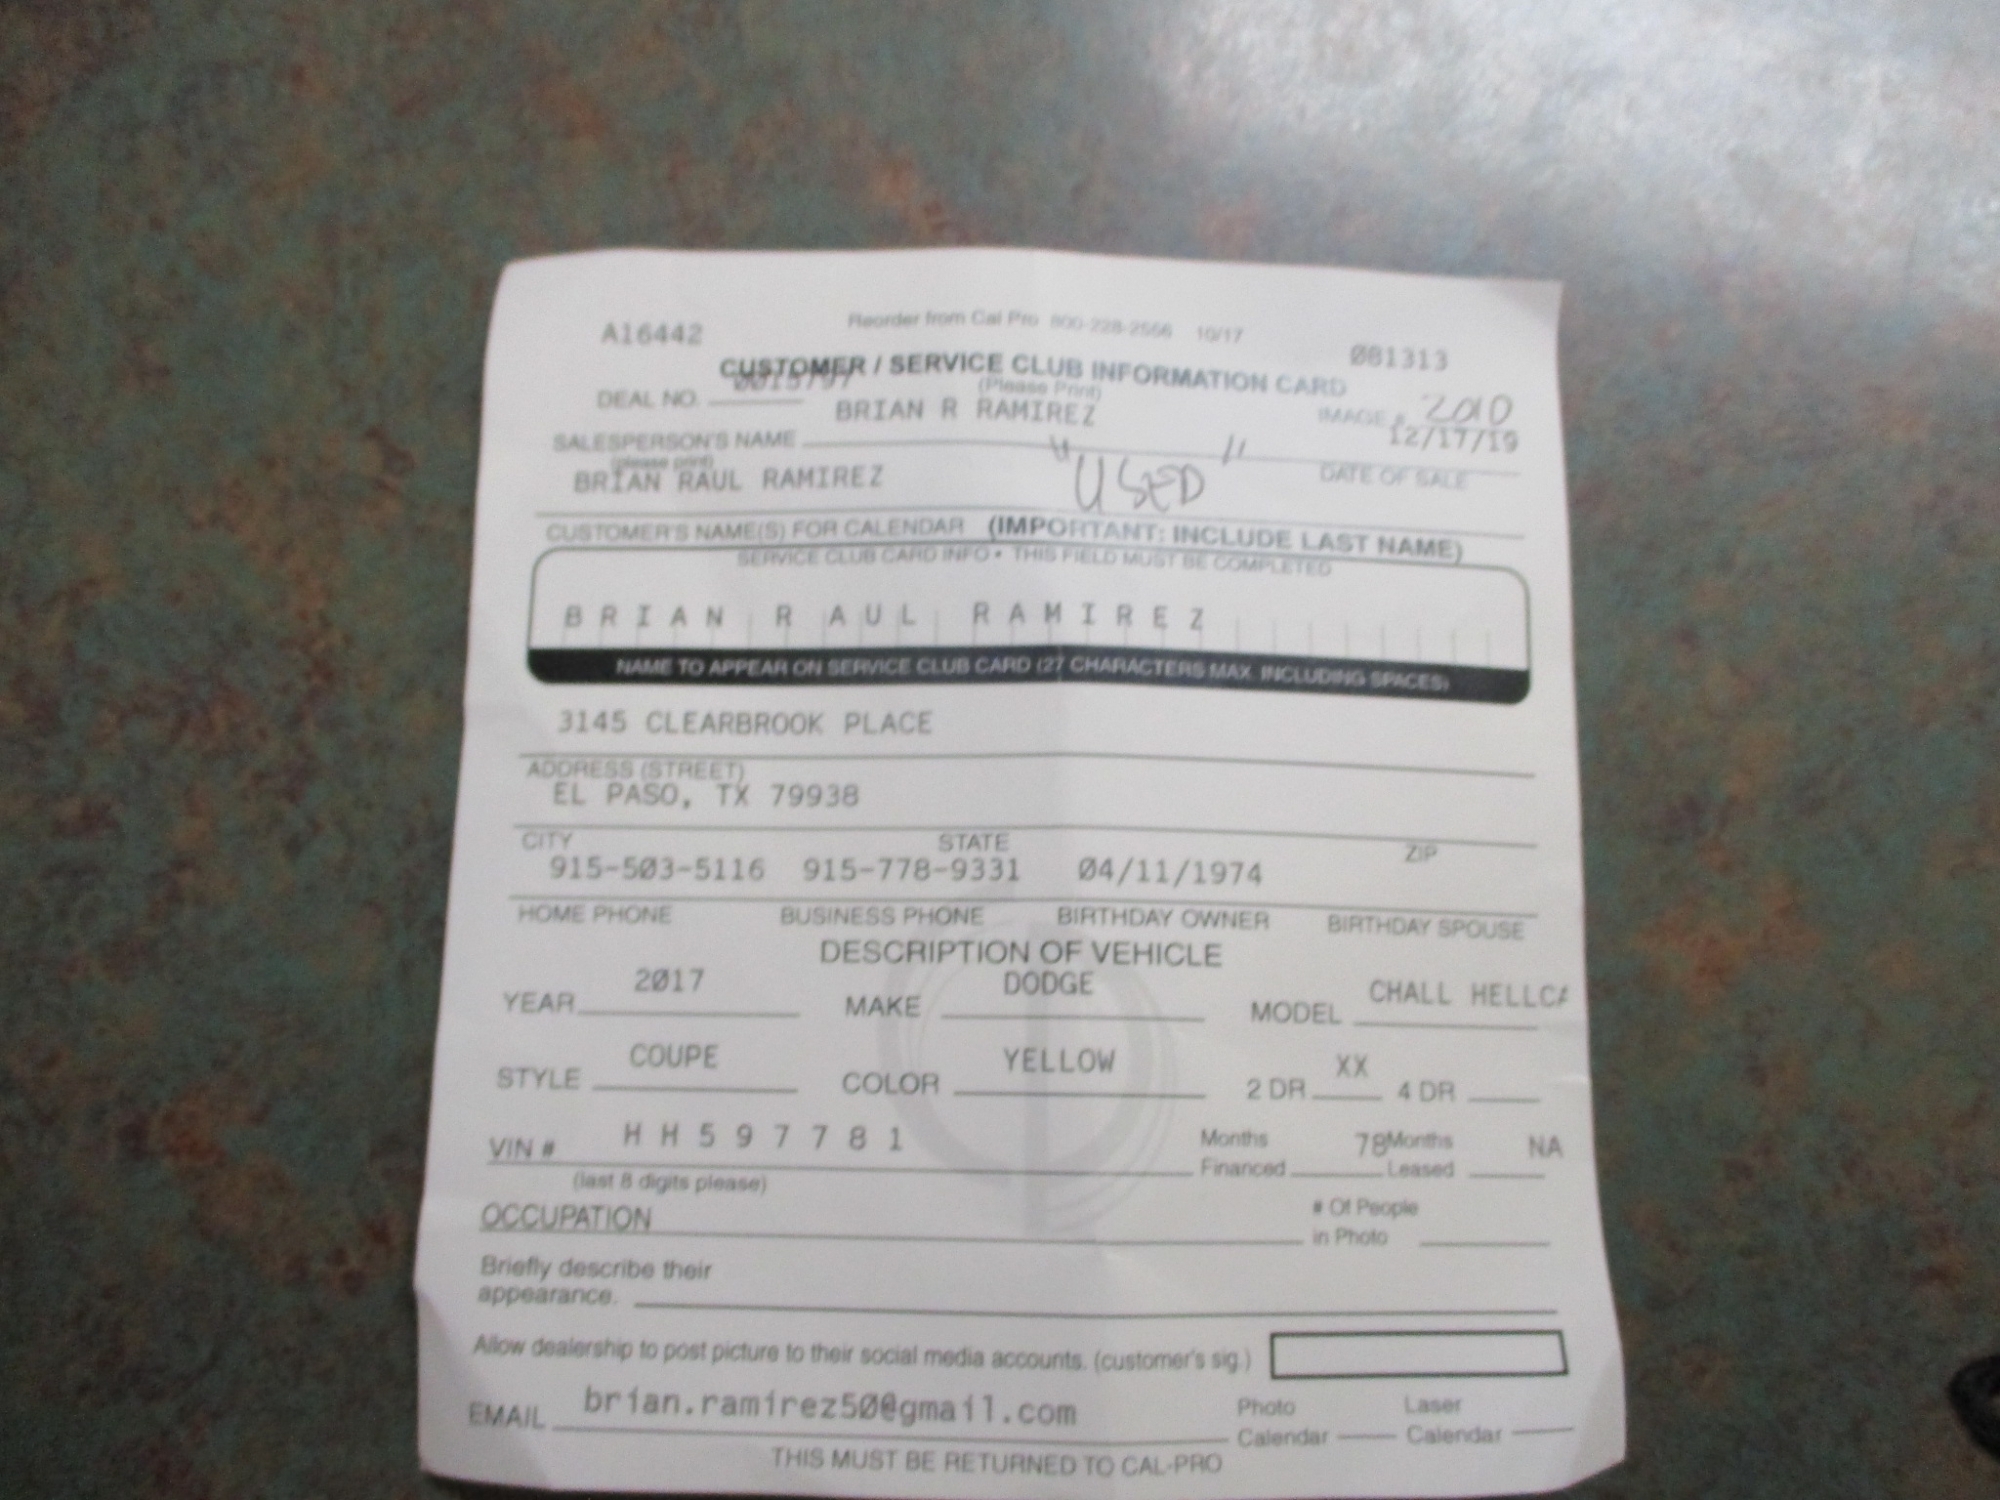 A16442
Reorder from Cal Pro 800-228-2566 10/17
081313
CUSTOMER / SERVICE CLUB INFORMATION CARD
(Please Print)
DEAL NO. 0015797
IMAGE # 2010
BRIAN R RAMIREZ
12/17/19
SALESPERSON'S NAME
(please print)
DATE OF SALE
BRIAN RAUL RAMIREZ
"USED"
CUSTOMER'S NAME(S) FOR CALENDAR (IMPORTANT: INCLUDE LAST NAME)
SERVICE CLUB CARD INFO • THIS FIELD MUST BE COMPLETED
BRIAN RAUL RAMIREZ
NAME TO APPEAR ON SERVICE CLUB CARD (27 CHARACTERS MAX. INCLUDING SPACES)
3145 CLEARBROOK PLACE
ADDRESS (STREET)
EL PASO, TX 79938
CITY STATE ZIP
915-503-5116 915-778-9331 04/11/1974
HOME PHONE BUSINESS PHONE BIRTHDAY OWNER BIRTHDAY SPOUSE
DESCRIPTION OF VEHICLE
YEAR 2017 MAKE DODGE MODEL CHALL HELLCA
STYLE COUPE COLOR YELLOW 2 DR XX 4 DR
VIN # HH597781 Months Financed 78 Months Leased NA
(last 8 digits please)
OCCUPATION # Of People in Photo
Briefly describe their
appearance.
Allow dealership to post picture to their social media accounts. (customer's sig.)
EMAIL brian.ramirez50@gmail.com Photo Calendar Laser Calendar
THIS MUST BE RETURNED TO CAL-PRO